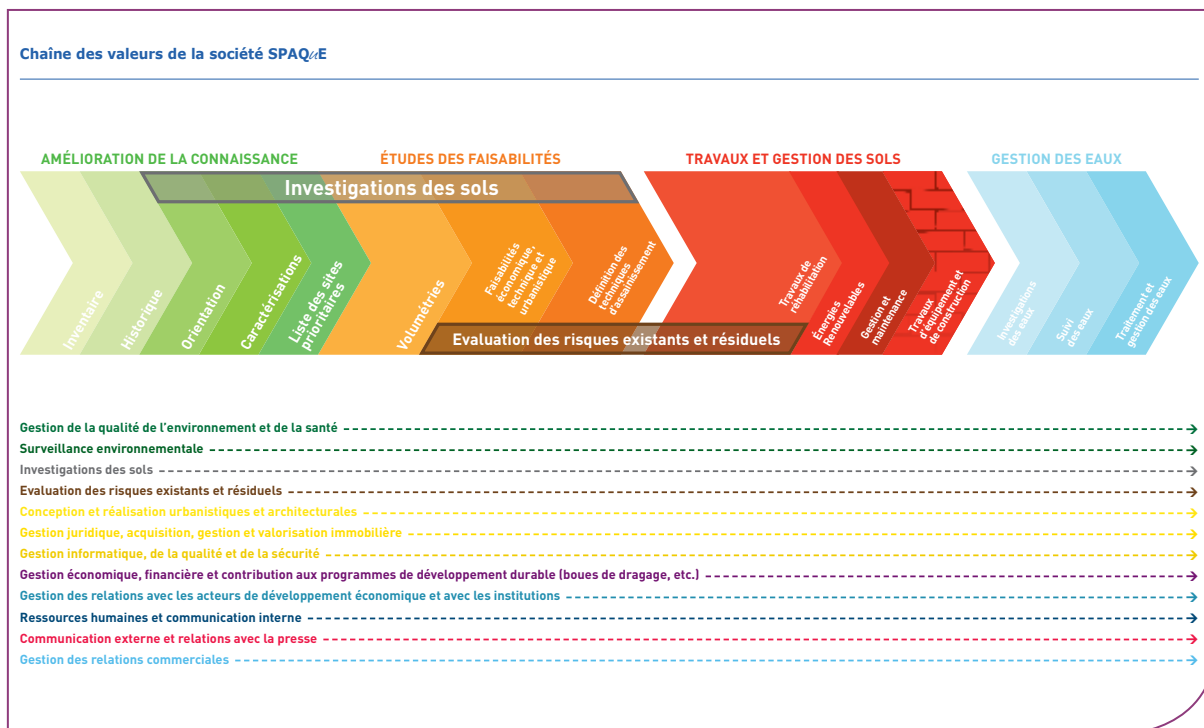 Chaîne des valeurs de la société SPAQuE
AMÉLIORATION DE LA CONNAISSANCE
ÉTUDES DES FAISABILITÉS
TRAVAUX ET GESTION DES SOLS
GESTION DES EAUX
Investigations des sols
Inventaire
Historique
Orientation
Caractérisations
Liste des sites
prioritaires
Volumétries
Faisabilités
économique,
technique et
urbanistique
Définition des
techniques
d'assainissement
Travaux de
réhabilitation
Énergies
Renouvelables
Gestion et
maintenance
Travaux
d'équipement et
de construction
Investigations
des eaux
Suivi
des eaux
Traitement et
gestion des eaux
Evaluation des risques existants et résiduels
Gestion de la qualité de l'environnement et de la santé
Surveillance environnementale
Investigations des sols
Evaluation des risques existants et résiduels
Conception et réalisation urbanistiques et architecturales
Gestion juridique, acquisition, gestion et valorisation immobilière
Gestion informatique, de la qualité et de la sécurité
Gestion économique, financière et contribution aux programmes de développement durable (boues de dragage, etc.)
Gestion des relations avec les acteurs de développement économique et avec les institutions
Ressources humaines et communication interne
Communication externe et relations avec la presse
Gestion des relations commerciales